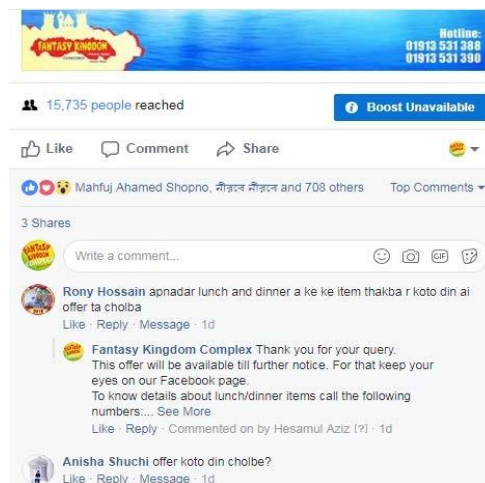 FANTASY KINGDOM
Hotline:
01913 531 388
01913 531 390
15,735 people reached
Boost Unavailable
Like Comment Share
Mahfuj Ahamed Shopno, নীরবে নীরবে and 708 others Top Comments
3 Shares
Write a comment...
GIF
Rony Hossain apnadar lunch and dinner a ke ke item thakba r koto din ai
offer ta cholba
Like · Reply · Message · 1d
Fantasy Kingdom Complex Thank you for your query.
This offer will be available till further notice. For that keep your
eyes on our Facebook page.
To know details about lunch/dinner items call the following
numbers:... See More
Like · Reply · Commented on by Hesamul Aziz [?] · 1d
Anisha Shuchi offer koto din cholbe?
Like · Reply · Message · 1d